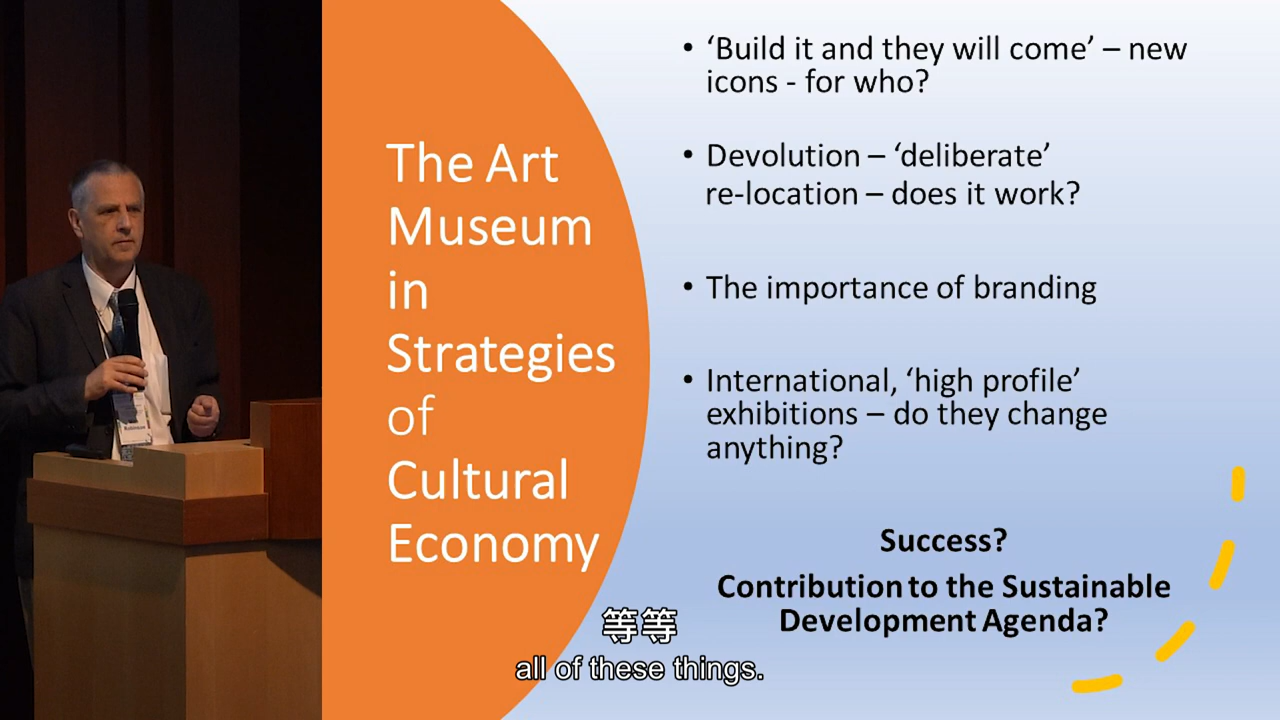 The Art
Museum
in
Strategies
of
Cultural
Economy
• ‘Build it and they will come’ – new
icons - for who?
• Devolution – ‘deliberate’
re-location – does it work?
• The importance of branding
• International, ‘high profile’
exhibitions – do they change
anything?
Success?
Contribution to the Sustainable
Development Agenda?
等等
all of these things.